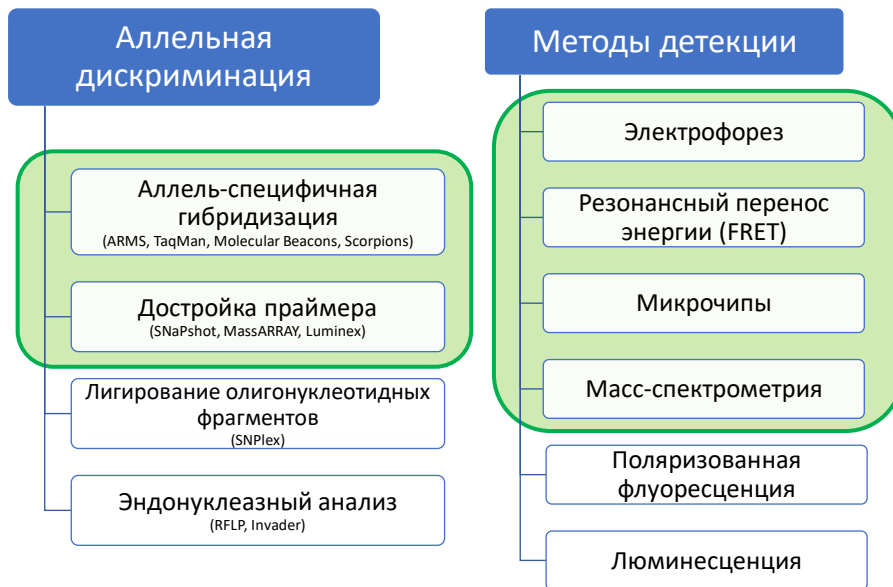 Аллельная
дискриминация
Аллель-специфичная
гибридизация
(ARMS, TaqMan, Molecular Beacons, Scorpions)
Достройка праймера
(SNaPshot, MassARRAY, Luminex)
Лигирование олигонуклеотидных
фрагментов
(SNPlex)
Эндонуклеазный анализ
(RFLP, Invader)
Методы детекции
Электрофорез
Резонансный перенос
энергии (FRET)
Микрочипы
Масс-спектрометрия
Поляризованная
флуоресценция
Люминесценция